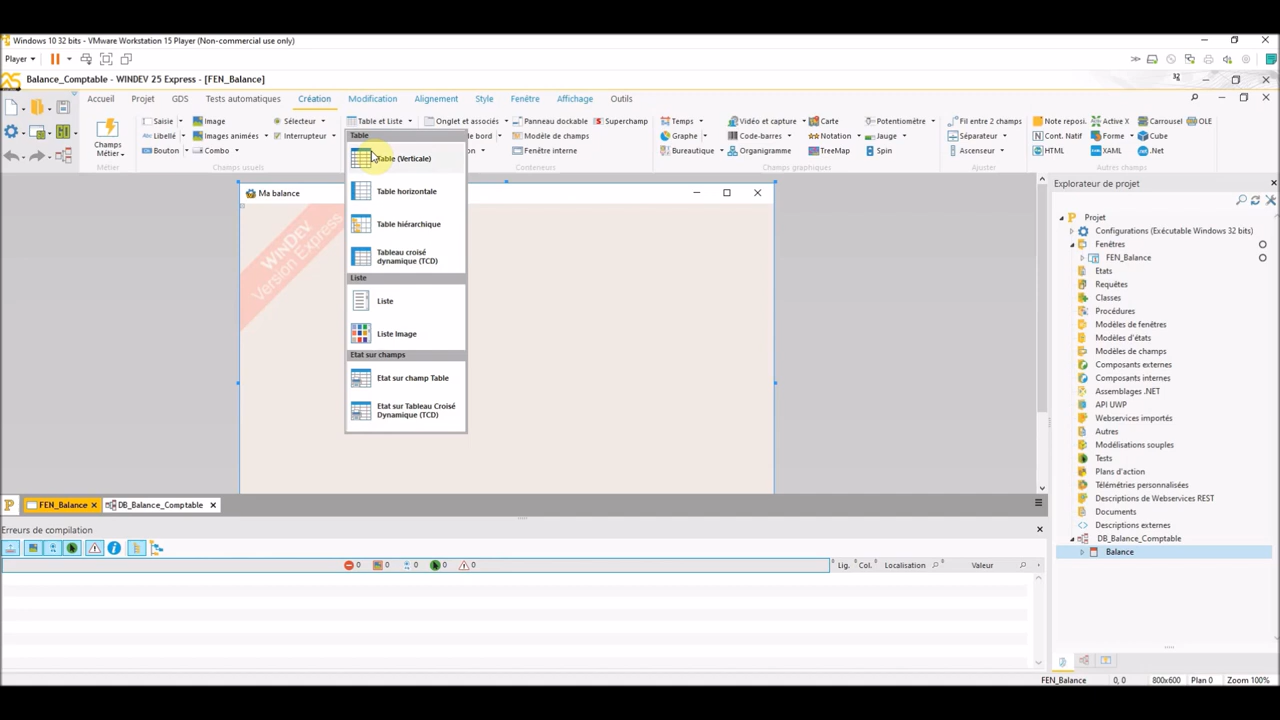 Windows 10 32 bits - VMware Workstation 15 Player (Non-commercial use only)
Player
Balance_Comptable - WINDEV 25 Express - [FEN_Balance]
32
Accueil Projet GDS Tests automatiques Création Modification Alignement Style Fenêtre Affichage Outils
Saisie Image Sélecteur Table et Liste Onglet et associés Panneau dockable Superchamp Temps Vidéo et capture Carte Potentiomètre Fil entre 2 champs Note repos. Active X Carrousel OLE
Libellé Images animées Interrupteur le bord Modèle de champs Graphe Code-barres Notation Jauge Séparateur Cont. Natif Forme Cube
Champs
Métier
Bouton Combo Fenêtre interne Bureautique Organigramme TreeMap Spin Ascenseur HTML XAML .Net
Métier Champs usuels Conteneurs Champs graphiques Ajuster Autres
Table
Table (Verticale)
Table horizontale
Table hiérarchique
Tableau croisé
dynamique (TCD)
Liste
Liste
Liste Image
Etat sur champs
Etat sur champ Table
Etat sur Tableau Croisé
Dynamique (TCD)
Ma balance
WINDEV
Version Express
Explorateur de projet
Projet
Configurations (Exécutable Windows 32 bits)
Fenêtres
FEN_Balance
Etats
Requêtes
Classes
Procédures
Modèles de fenêtres
Modèles d'états
Modèles de champs
Composants externes
Composants internes
Assemblages .NET
API UWP
Webservices importés
Autres
Modélisations souples
Tests
Plans d'action
Télémétries personnalisées
Descriptions de Webservices REST
Documents
Descriptions externes
DB_Balance_Comptable
Balance
FEN_Balance DB_Balance_Comptable
Erreurs de compilation
0 0 0 0 0 Lig. Col. Localisation Valeur
FEN_Balance 0, 0 800x600 Plan 0 Zoom 100%